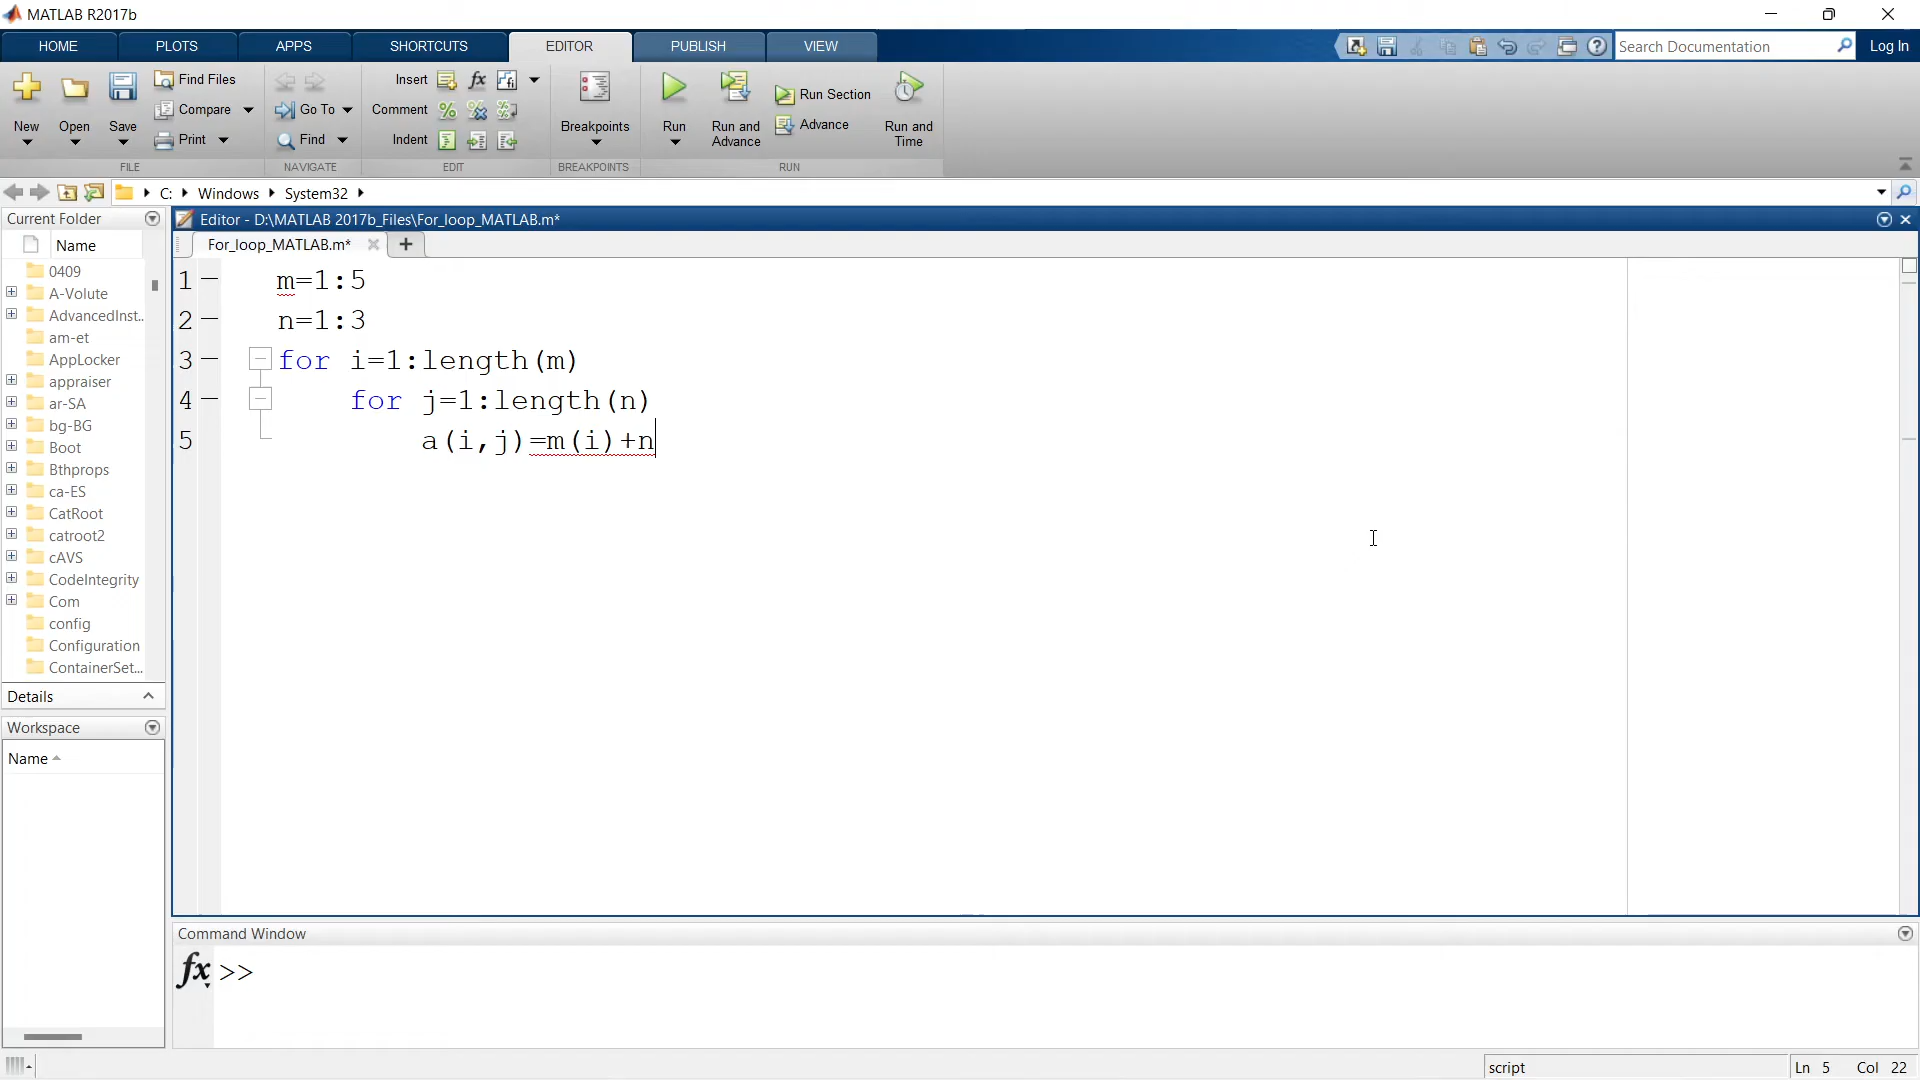 MATLAB R2017b
HOME PLOTS APPS SHORTCUTS EDITOR PUBLISH VIEW
Search Documentation
Log In
New
Open
Save
Find Files
Compare
Print
FILE
Go To
Find
NAVIGATE
Insert
fx
Comment
Indent
EDIT
Breakpoints
BREAKPOINTS
Run
Run and Advance
Run Section
Advance
Run and Time
RUN
C: Windows System32
Current Folder
Name
0409
A-Volute
AdvancedInst..
am-et
AppLocker
appraiser
ar-SA
bg-BG
Boot
Bthprops
ca-ES
CatRoot
catroot2
cAVS
CodeIntegrity
Com
config
Configuration
ContainerSet...
Details
Workspace
Name
Editor - D:\MATLAB 2017b_Files\For_loop_MATLAB.m*
For_loop_MATLAB.m*
1 m=1:5
2 n=1:3
3 for i=1:length(m)
4 for j=1:length(n)
5 a(i,j)=m(i)+n
Command Window
fx >>
script
Ln 5 Col 22